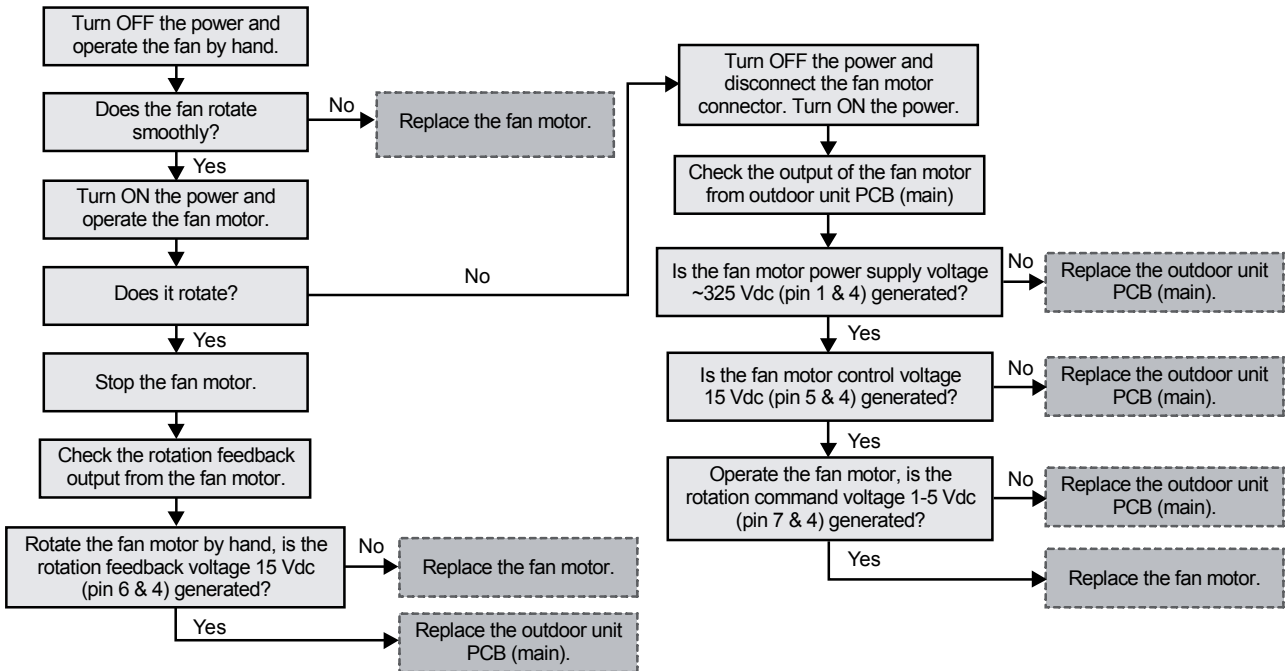 Turn OFF the power and
operate the fan by hand.
Does the fan rotate
smoothly?
No
Replace the fan motor.
Yes
Turn ON the power and
operate the fan motor.
Does it rotate?
No
Yes
Stop the fan motor.
Check the rotation feedback
output from the fan motor.
Rotate the fan motor by hand, is the
rotation feedback voltage 15 Vdc
(pin 6 & 4) generated?
No
Replace the fan motor.
Yes
Replace the outdoor unit
PCB (main).
Turn OFF the power and
disconnect the fan motor
connector. Turn ON the power.
Check the output of the fan motor
from outdoor unit PCB (main)
Is the fan motor power supply voltage
~325 Vdc (pin 1 & 4) generated?
No
Replace the outdoor unit
PCB (main).
Yes
Is the fan motor control voltage
15 Vdc (pin 5 & 4) generated?
No
Replace the outdoor unit
PCB (main).
Yes
Operate the fan motor, is the
rotation command voltage 1-5 Vdc
(pin 7 & 4) generated?
No
Replace the outdoor unit
PCB (main).
Yes
Replace the fan motor.